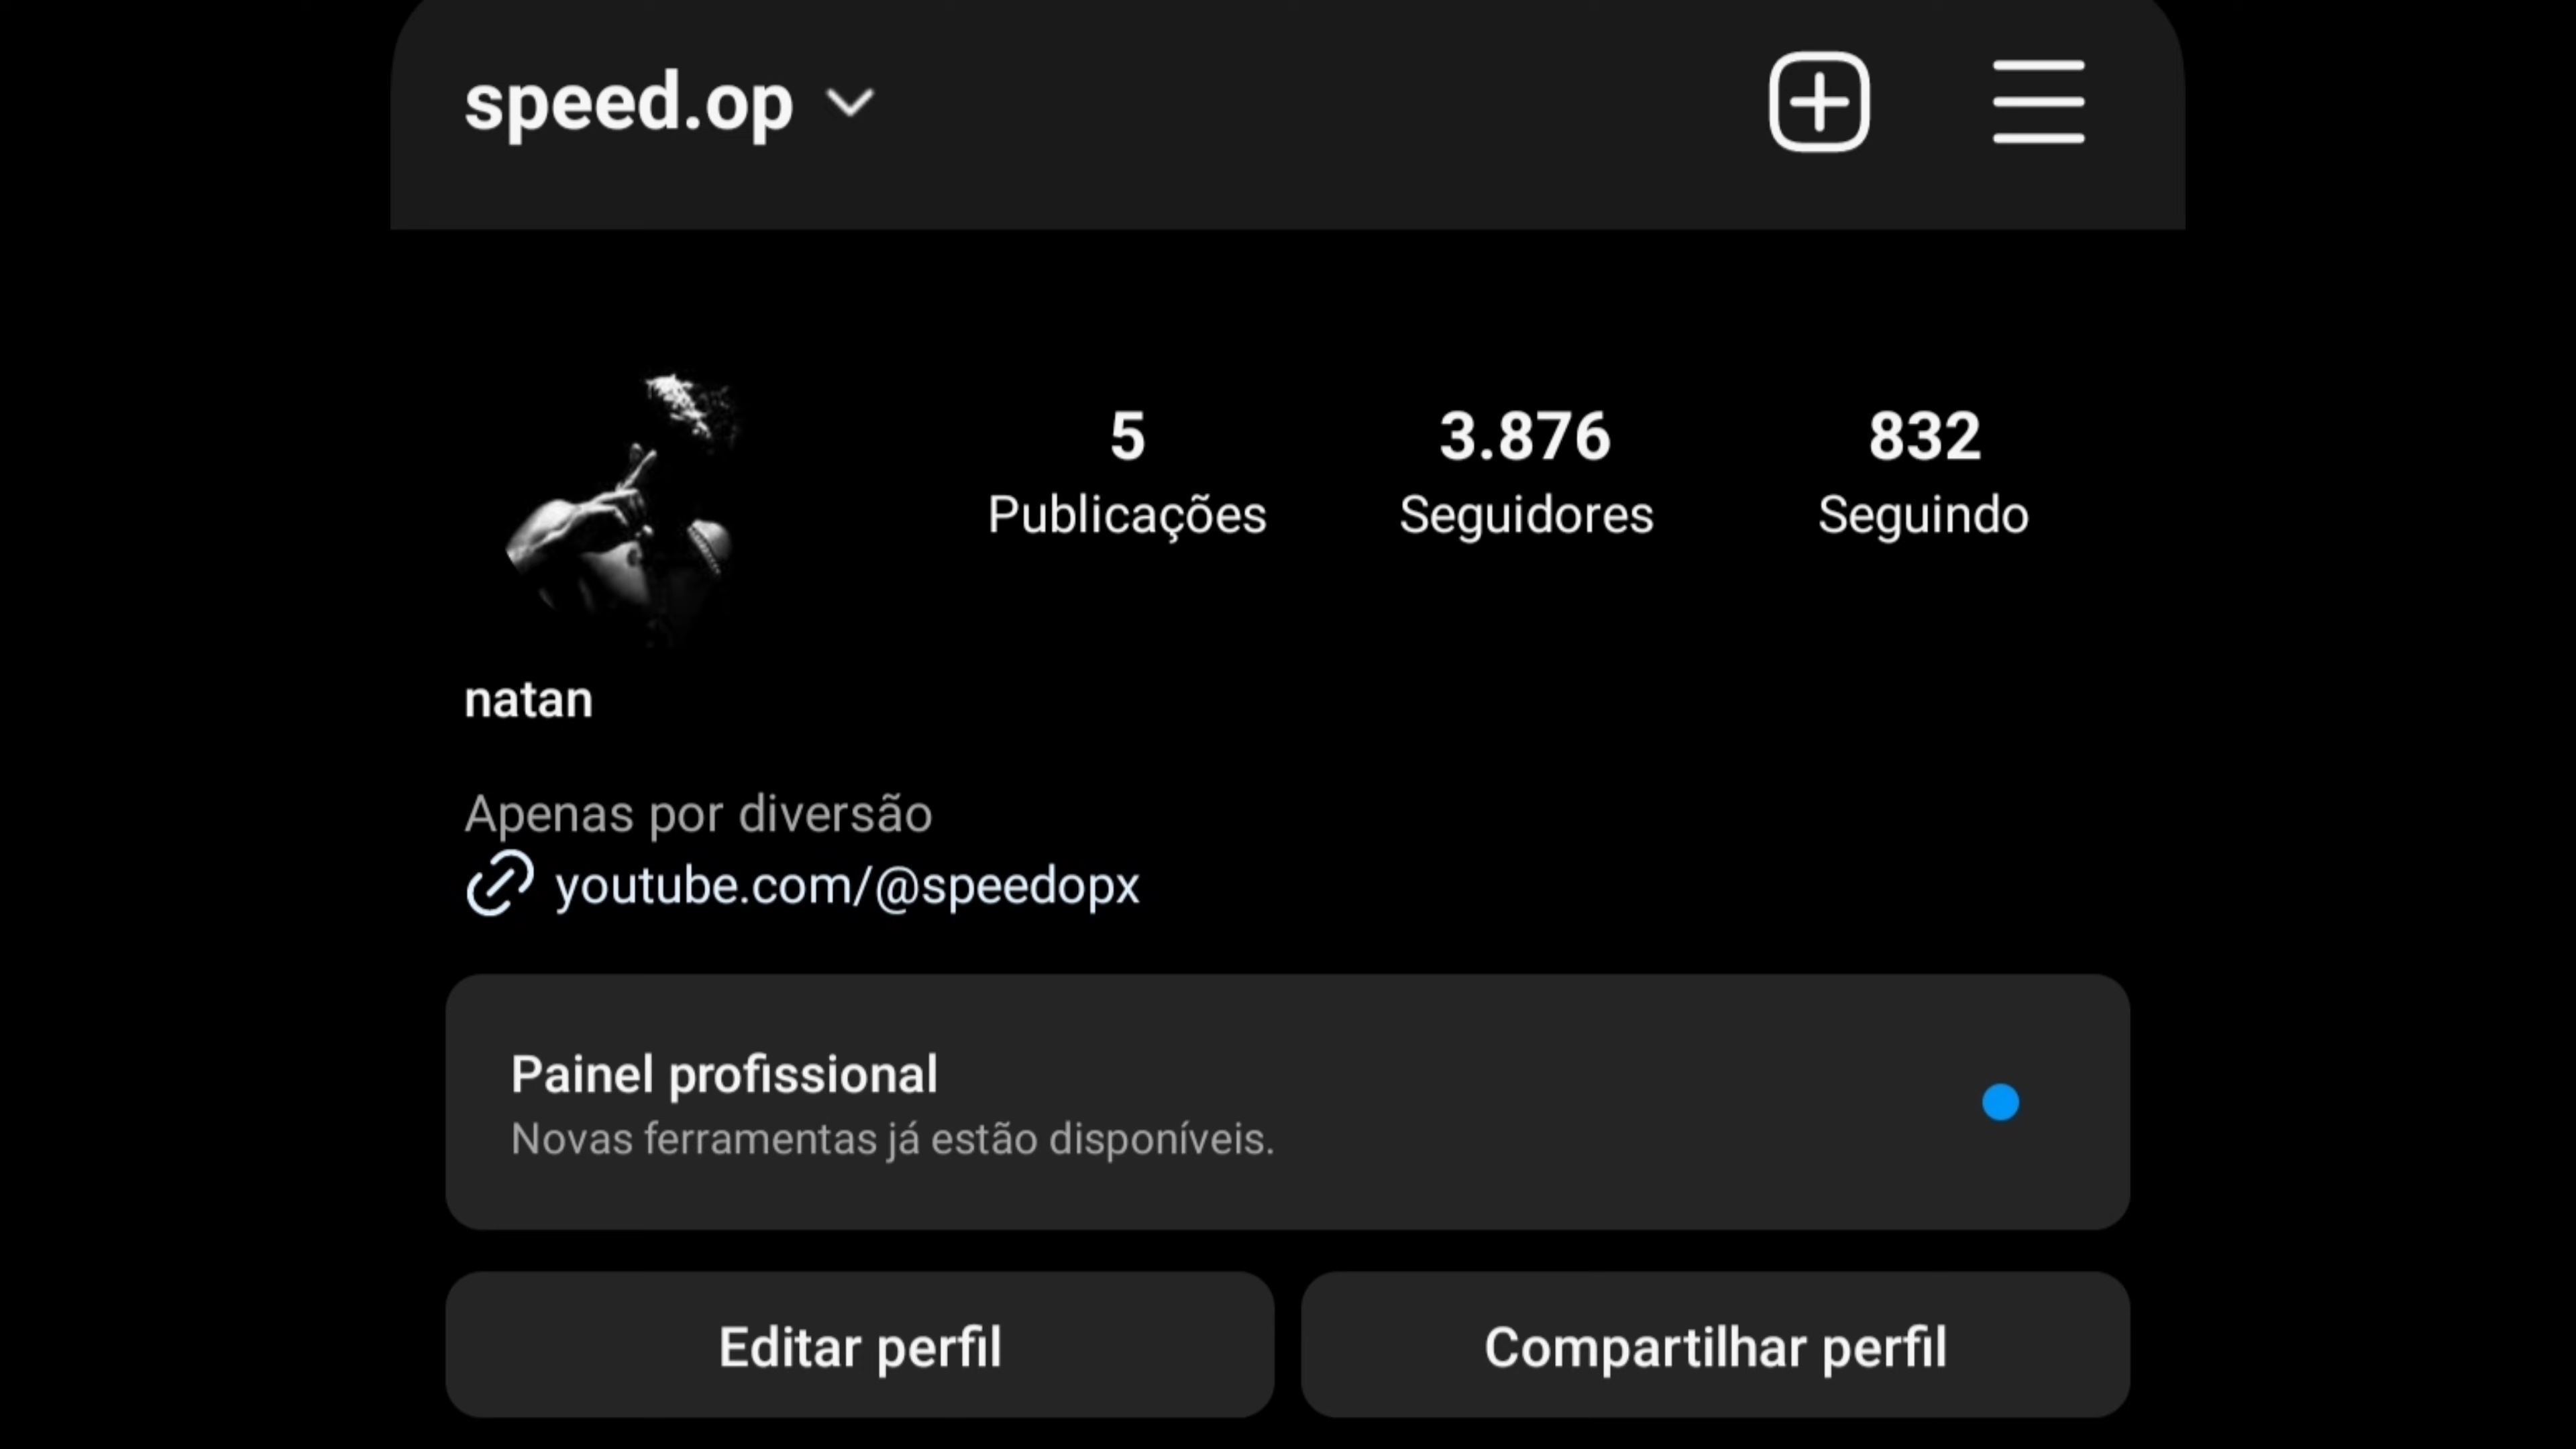 speed.op
5
Publicações
3.876
Seguidores
832
Seguindo
natan
Apenas por diversão
youtube.com/@speedopx
Painel profissional
Novas ferramentas já estão disponíveis.
Editar perfil
Compartilhar perfil